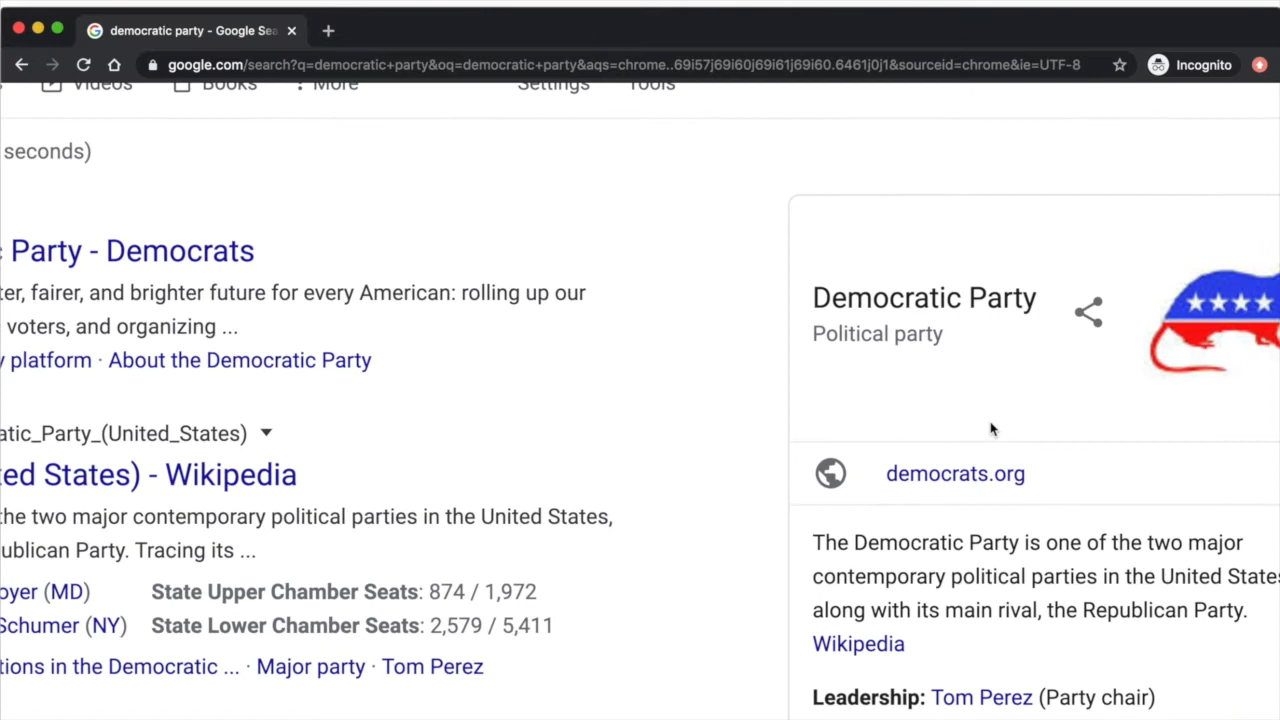 democratic party - Google Sea
google.com/search?q=democratic+party&oq=democratic+party&aqs=chrome..69i57j69i60j69i61j69i60.6461j0j1&sourceid=chrome&ie=UTF-8
Incognito
Videos
Books
More
Settings
Tools
seconds)
c Party - Democrats
ter, fairer, and brighter future for every American: rolling up our
voters, and organizing ...
y platform · About the Democratic Party
atic_Party_(United_States)
ted States) - Wikipedia
the two major contemporary political parties in the United States,
ublican Party. Tracing its ...
oyer (MD) State Upper Chamber Seats: 874 / 1,972
Schumer (NY) State Lower Chamber Seats: 2,579 / 5,411
tions in the Democratic ... · Major party · Tom Perez
Democratic Party
Political party
democrats.org
The Democratic Party is one of the two major
contemporary political parties in the United States
along with its main rival, the Republican Party.
Wikipedia
Leadership: Tom Perez (Party chair)